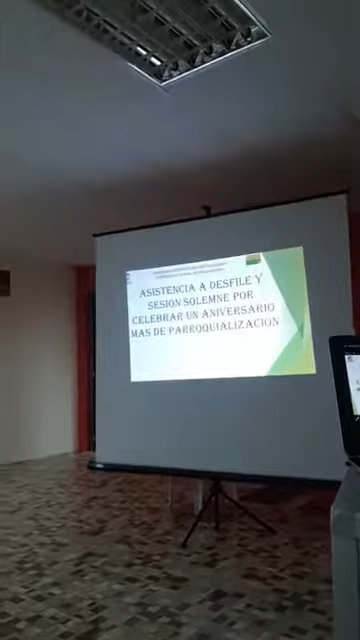 ASISTENCIA A DESFILE Y
SESION SOLEMNE POR
CELEBRAR UN ANIVERSARIO
MAS DE PARROQUIALIZACION